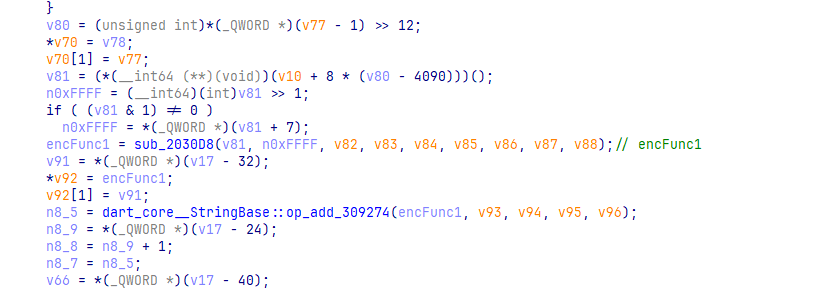 }
v80 = (unsigned int)*(_QWORD *)(v77 - 1) >> 12;
*v70 = v78;
v70[1] = v77;
v81 = (*(__int64 (**)(void))(v10 + 8 * (v80 - 4090)))();
n0xFFFF = (__int64)(int)v81 >> 1;
if ( (v81 & 1) != 0 )
n0xFFFF = *(_QWORD *)(v81 + 7);
encFunc1 = sub_2030D8(v81, n0xFFFF, v82, v83, v84, v85, v86, v87, v88);// encFunc1
v91 = *(_QWORD *)(v17 - 32);
*v92 = encFunc1;
v92[1] = v91;
n8_5 = dart_core__StringBase::op_add_309274(encFunc1, v93, v94, v95, v96);
n8_9 = *(_QWORD *)(v17 - 24);
n8_8 = n8_9 + 1;
n8_7 = n8_5;
v66 = *(_QWORD *)(v17 - 40);